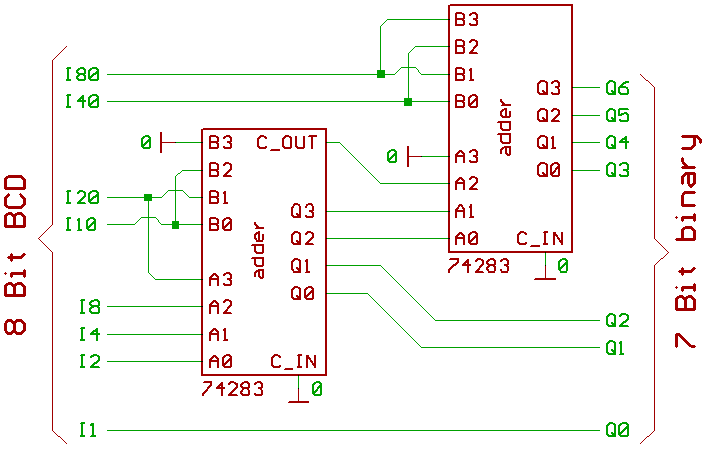 8 Bit BCD
I80
I40
I20
I10
I8
I4
I2
I1
0
B3 C_OUT
B2
B1
B0
Q3
Q2
A3 Q1
A2 Q0
A1
A0 C_IN
adder
74283 0
B3
B2
B1
B0
Q3
Q2
Q1
Q0
0
A3
A2
A1
A0 C_IN
adder
74283 0
Q6
Q5
Q4
Q3
Q2
Q1
Q0
7 Bit binary